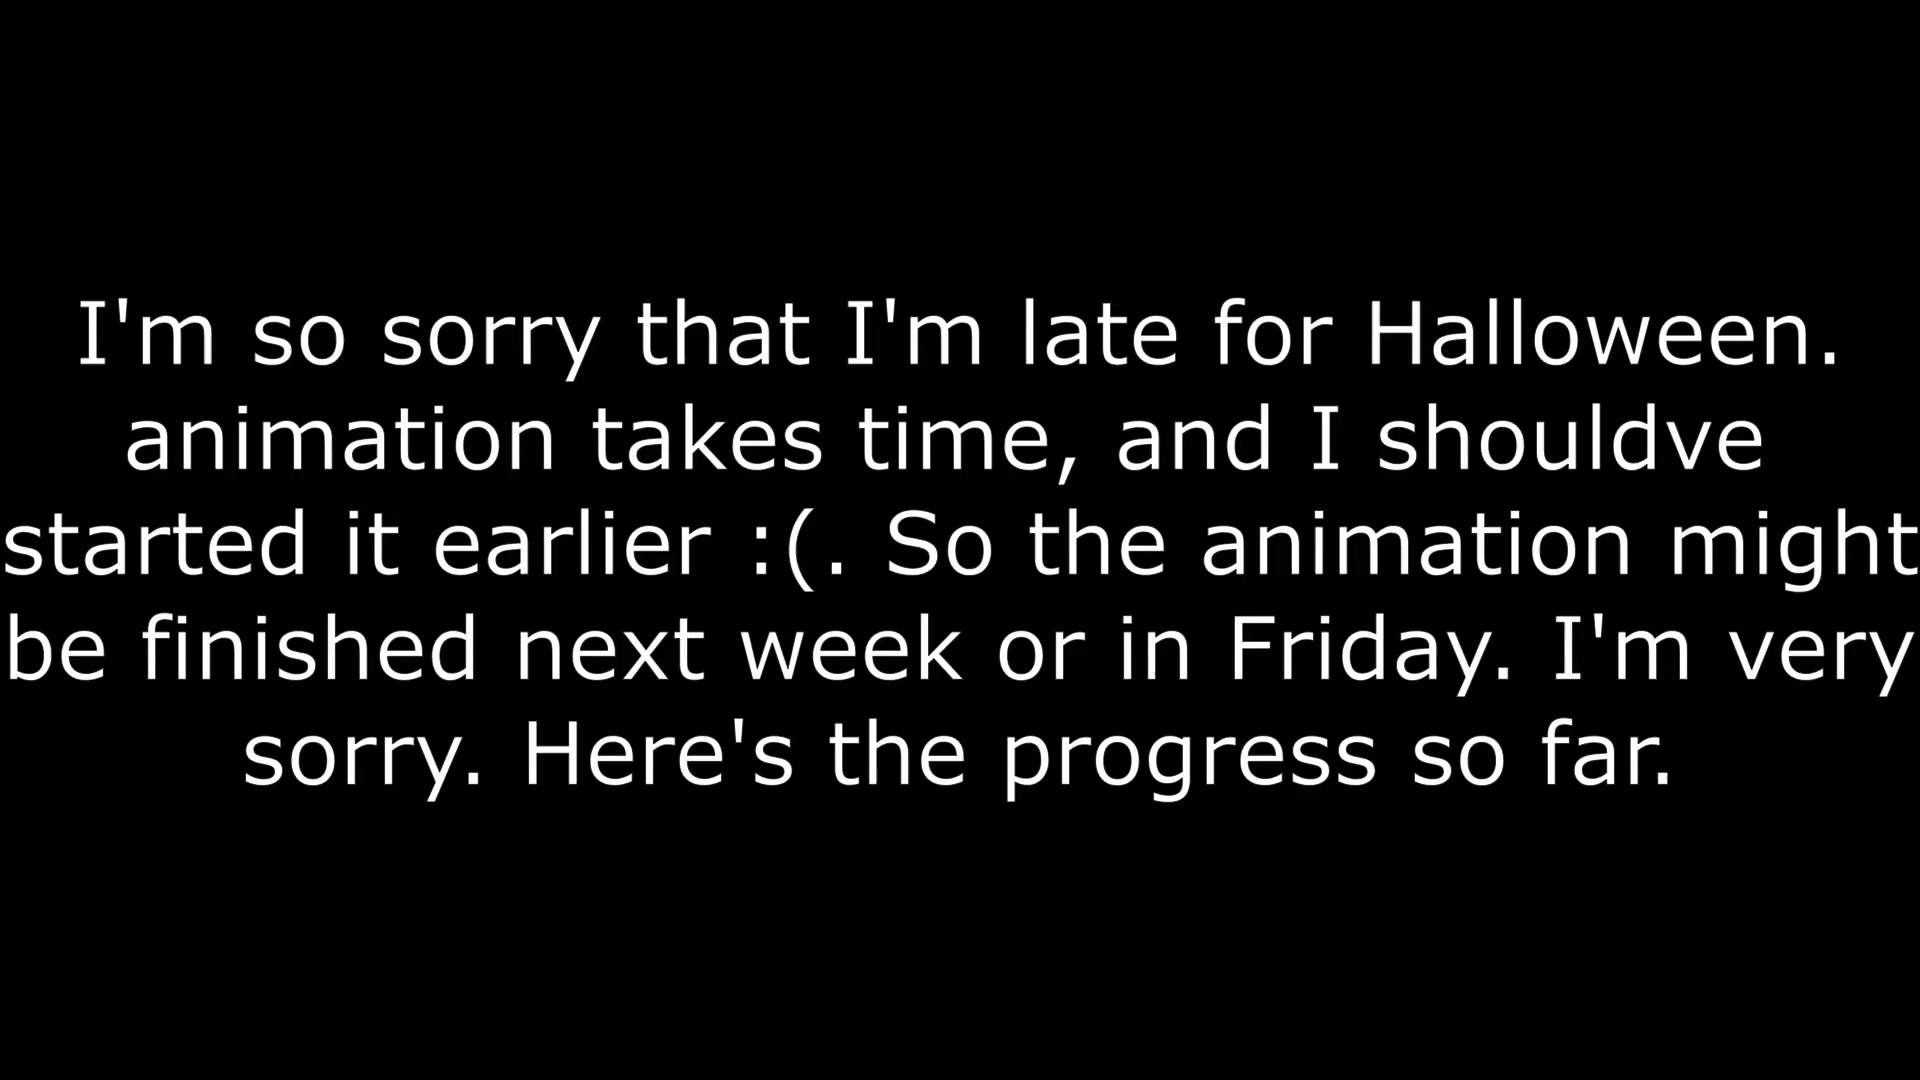 I'm so sorry that I'm late for Halloween.
animation takes time, and I shouldve
started it earlier :(. So the animation might
be finished next week or in Friday. I'm very
sorry. Here's the progress so far.